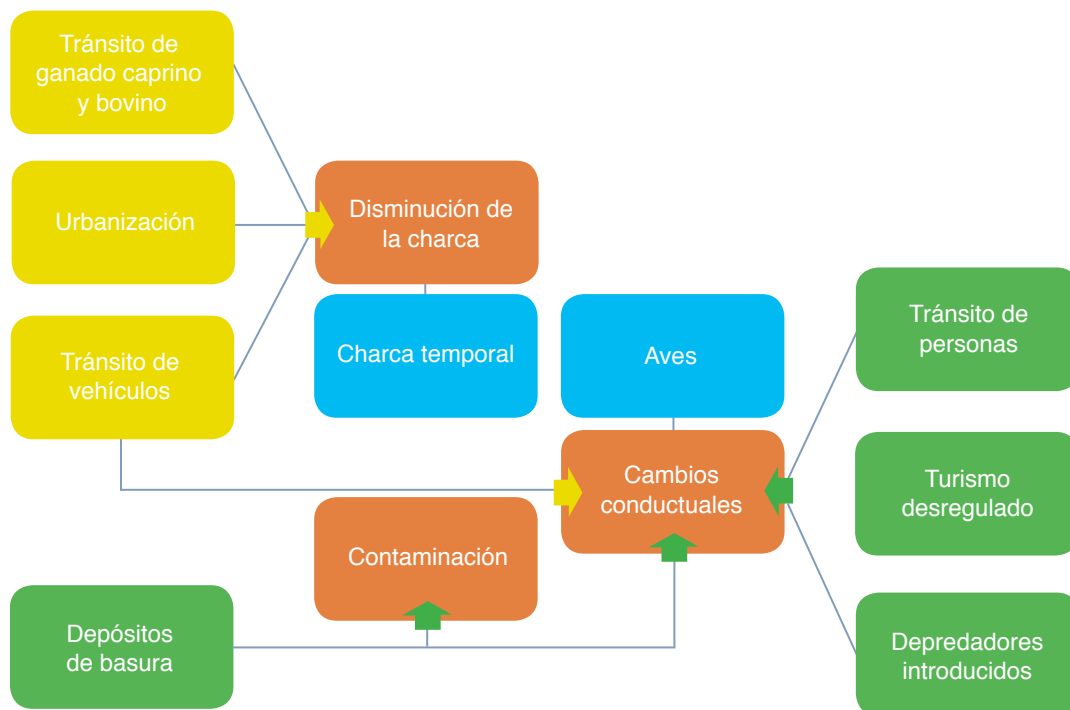 Tránsito de
ganado caprino
y bovino
Urbanización
Disminución de
la charca
Tránsito de
vehículos
Charca temporal
Aves
Tránsito de
personas
Cambios
conductuales
Turismo
desregulado
Contaminación
Depósitos
de basura
Depredadores
introducidos